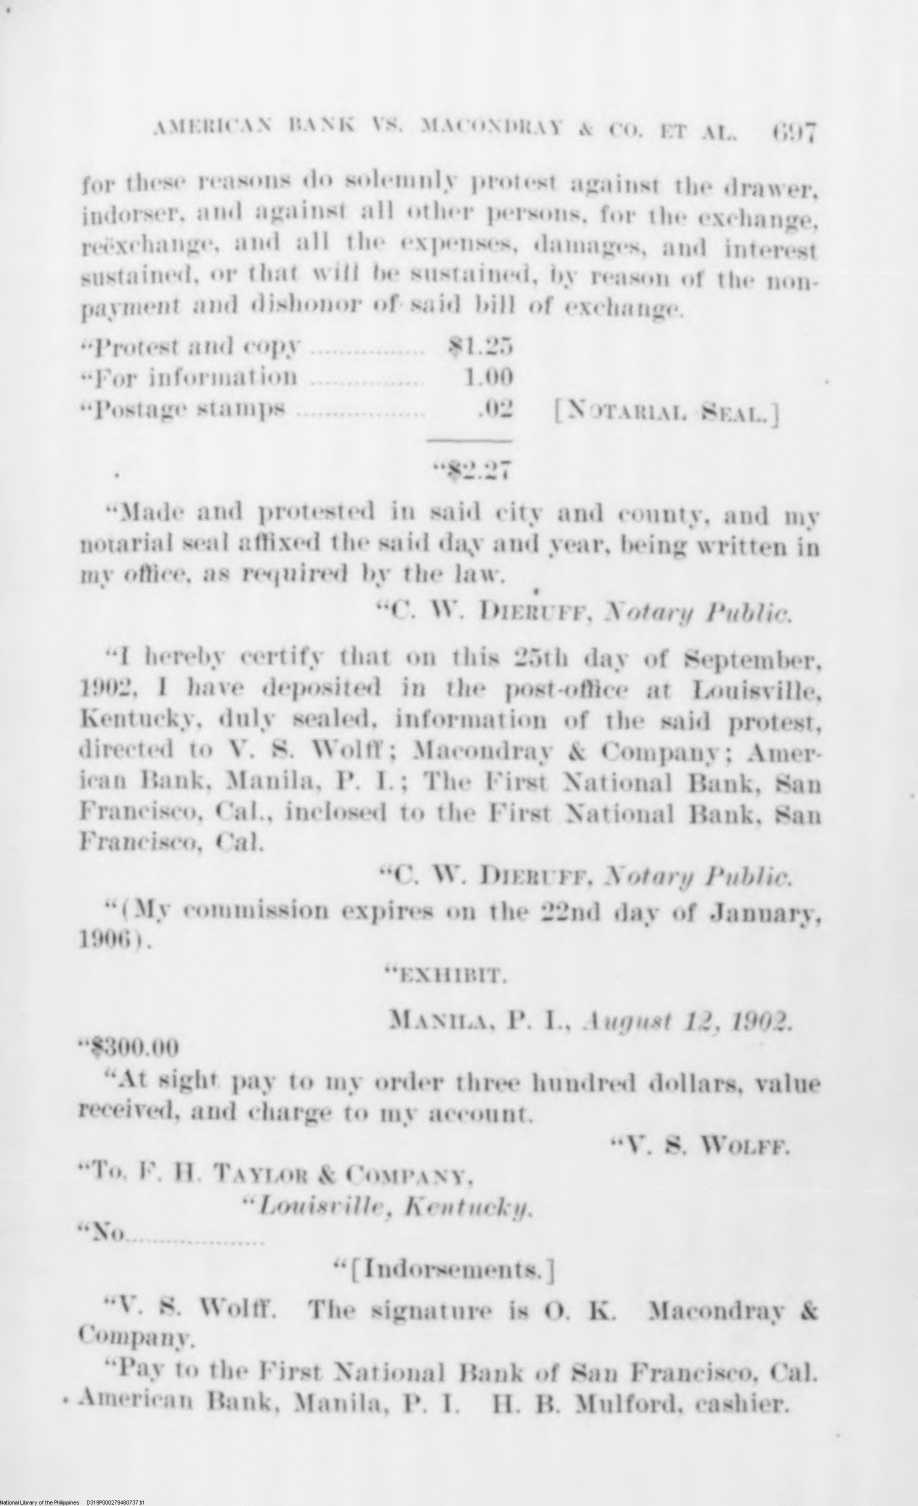 AMERICAN BANK VS. MACONDRAY & CO. ET AL. 697
for these reasons do solemnly protest against the drawer,
indorser, and against all other persons, for the exchange,
reëxchange, and all the expenses, damages, and interest
sustained, or that will be sustained, by reason of the non-
payment and dishonor of said bill of exchange.
"Protest and copy ................ $1.25
"For information ................ 1.00
"Postage stamps .................. .02 [NOTARIAL SEAL.]
"$2.27
"Made and protested in said city and county, and my
notarial seal affixed the said day and year, being written in
my office, as required by the law.
"C. W. DIERUFF, Notary Public.
"I hereby certify that on this 25th day of September,
1902, I have deposited in the post-office at Louisville,
Kentucky, duly sealed, information of the said protest,
directed to V. S. Wolff; Macondray & Company; Amer-
ican Bank, Manila, P. I.; The First National Bank, San
Francisco, Cal., inclosed to the First National Bank, San
Francisco, Cal.
"C. W. DIERUFF, Notary Public.
"(My commission expires on the 22nd day of January,
1906).
"EXHIBIT.
MANILA, P. I., August 12, 1902.
"$300.00
"At sight pay to my order three hundred dollars, value
received, and charge to my account.
"V. S. WOLFF.
"To. F. H. TAYLOR & COMPANY,
"Louisville, Kentucky.
"No....................
"[Indorsements.]
"V. S. Wolff. The signature is O. K. Macondray &
Company.
"Pay to the First National Bank of San Francisco, Cal.
American Bank, Manila, P. I. H. B. Mulford, cashier.
National Library of the Philippines